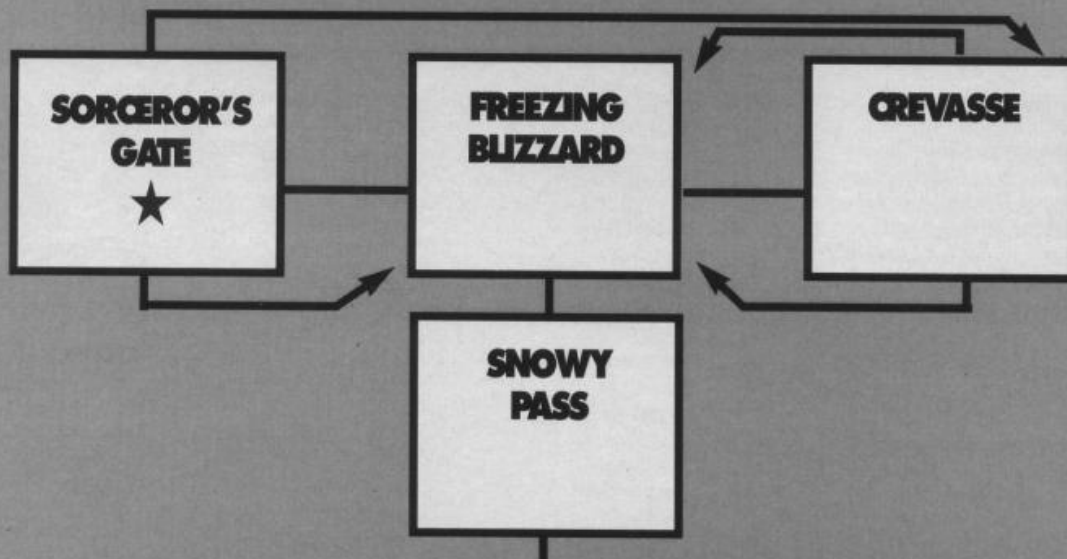 SORCEROR'S
GATE
FREEZING
BLIZZARD
CREVASSE
SNOWY
PASS